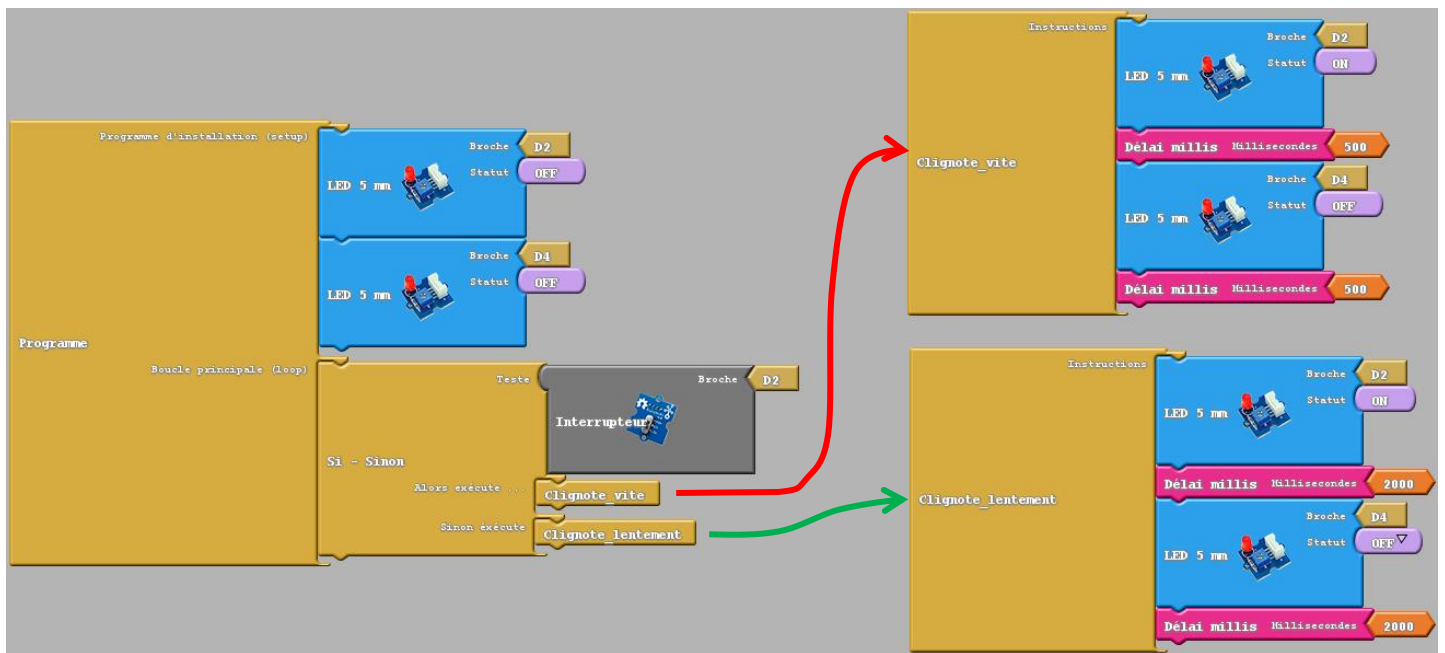 Programme
Programme d'installation (setup)
LED 5 mm
Broche D2
Statut OFF
LED 5 mm
Broche D4
Statut OFF
Boucle principale (loop)
Si - Sinon
Teste
Interrupteur
Broche D2
Alors exécute ...
Clignote_vite
Sinon exécute
Clignote_lentement
Clignote_vite
Instructions
LED 5 mm
Broche D2
Statut ON
Délai millis Millisecondes 500
LED 5 mm
Broche D4
Statut OFF
Délai millis Millisecondes 500
Clignote_lentement
Instructions
LED 5 mm
Broche D2
Statut ON
Délai millis Millisecondes 2000
LED 5 mm
Broche D4
Statut OFF
Délai millis Millisecondes 2000